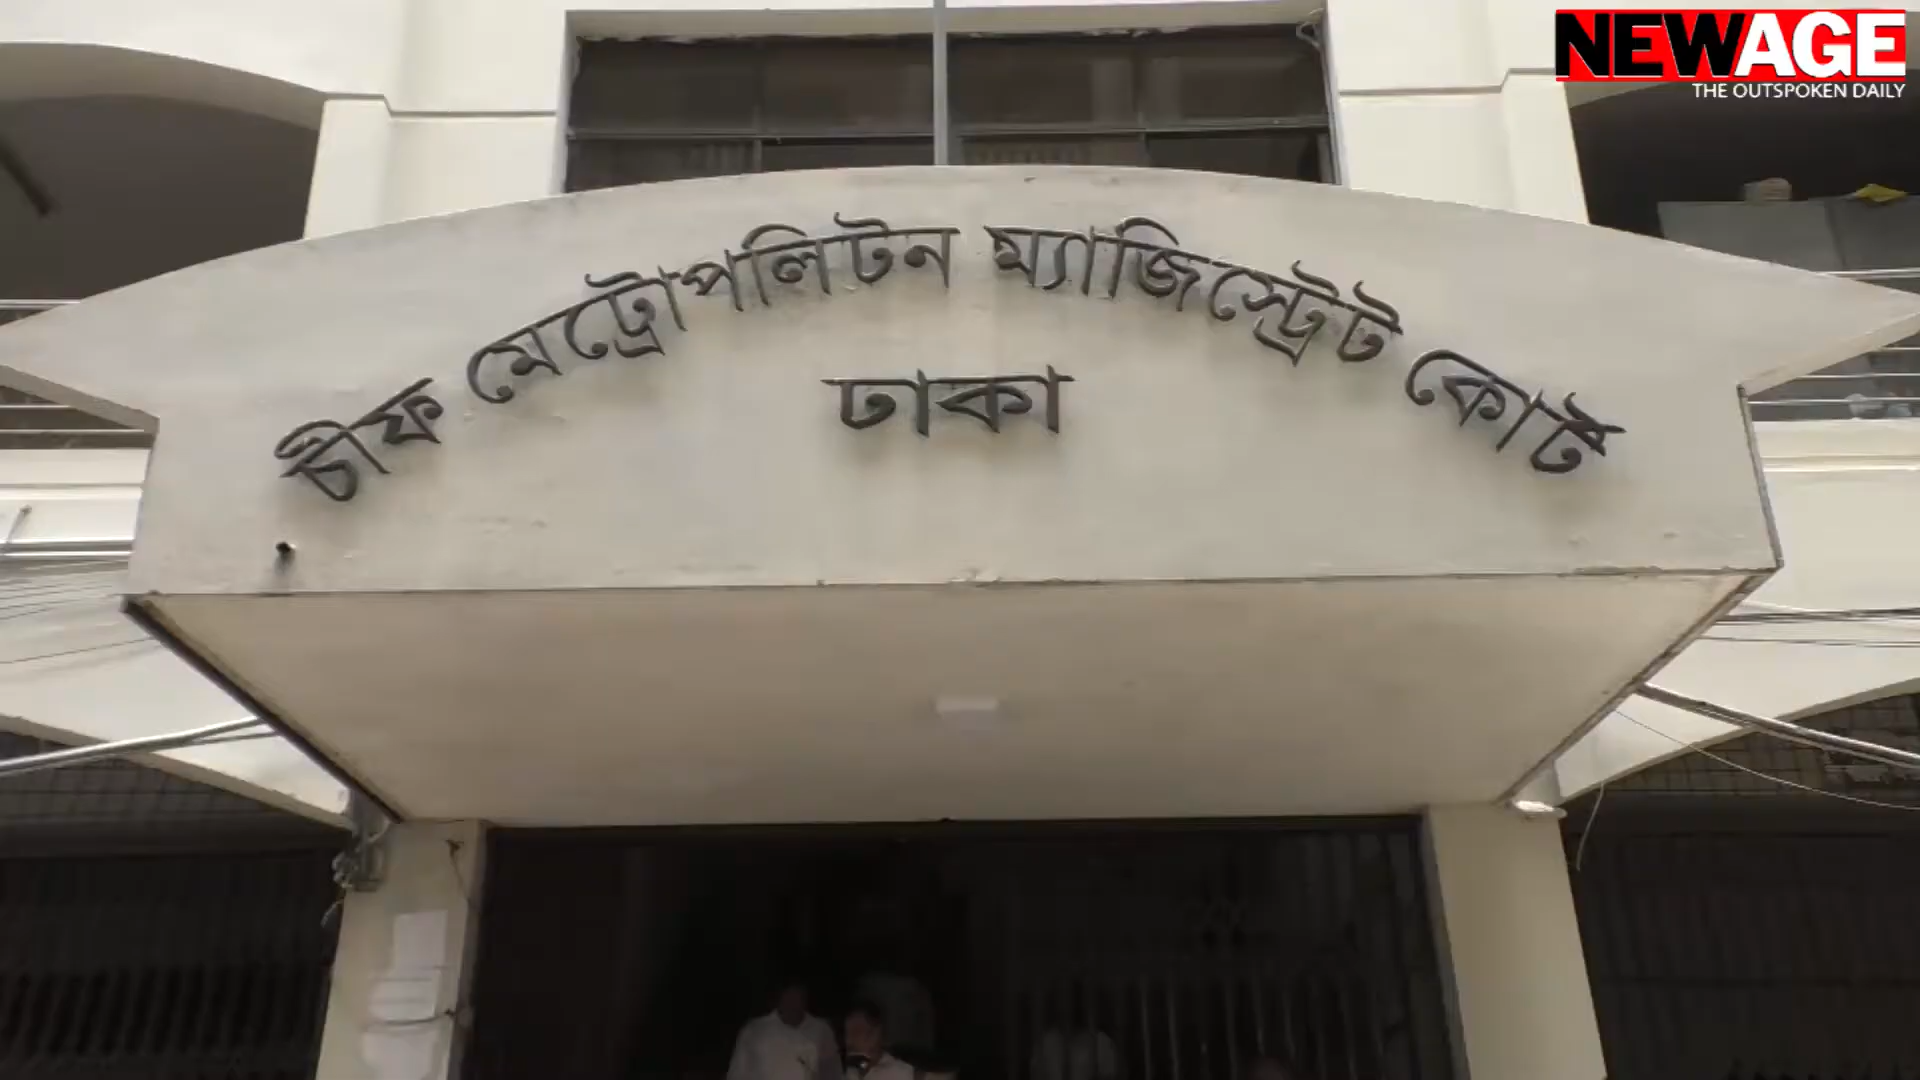 NEWAGE
THE OUTSPOKEN DAILY
চীফ মেট্রোপলিটন ম্যাজিস্ট্রেট কোর্ট
ঢাকা